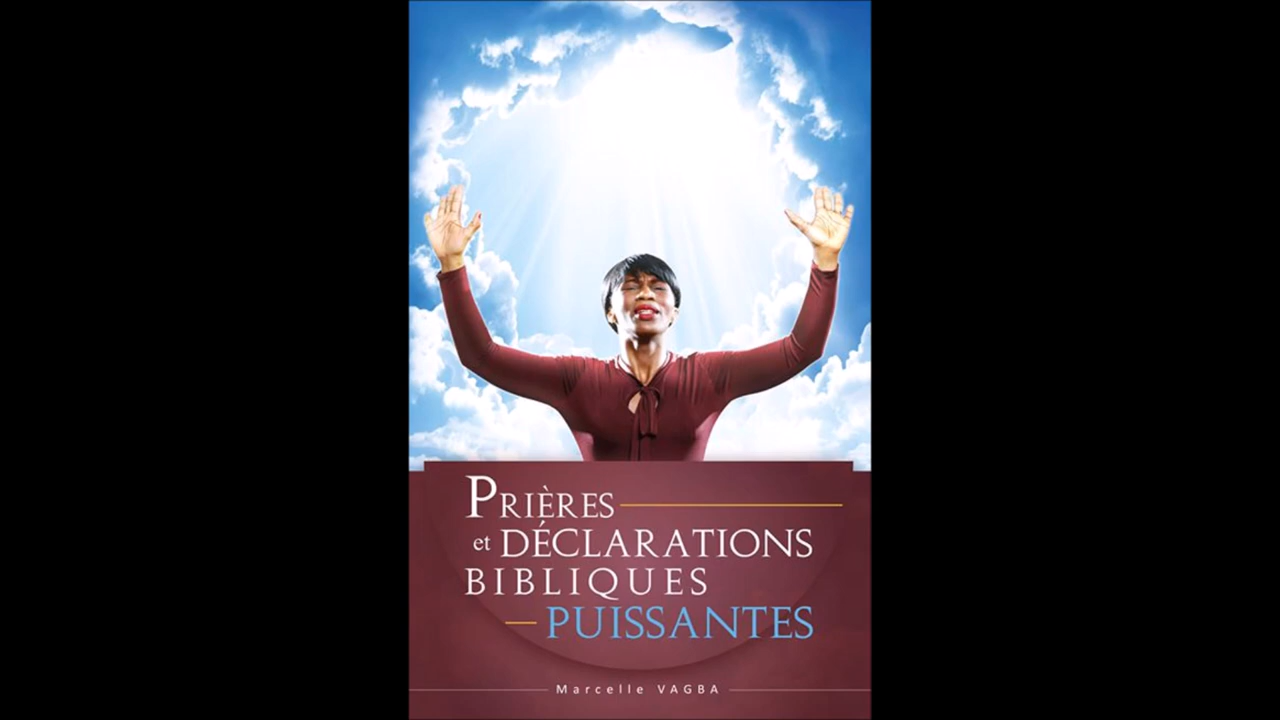 PRIÈRES
et DÉCLARATIONS
BIBLIQUES
PUISSANTES
Marcelle VAGBA